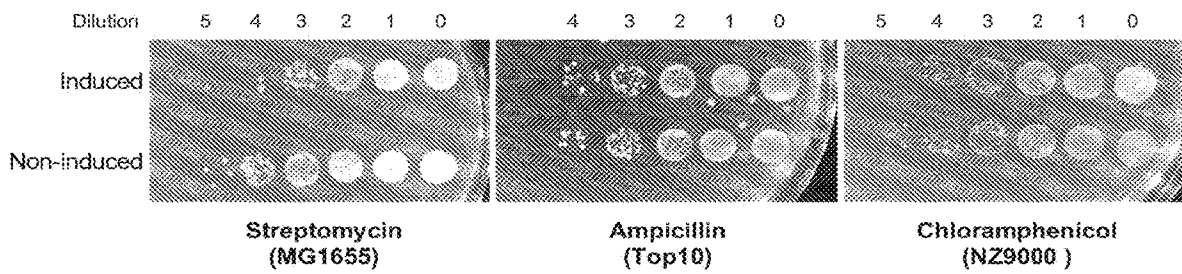 Dilution 5 4 3 2 1 0 4 3 2 1 0 5 4 3 2 1 0
Induced
Non-induced
Streptomycin Ampicillin Chloramphenicol
(MG1655) (Top10) (NZ9000 )